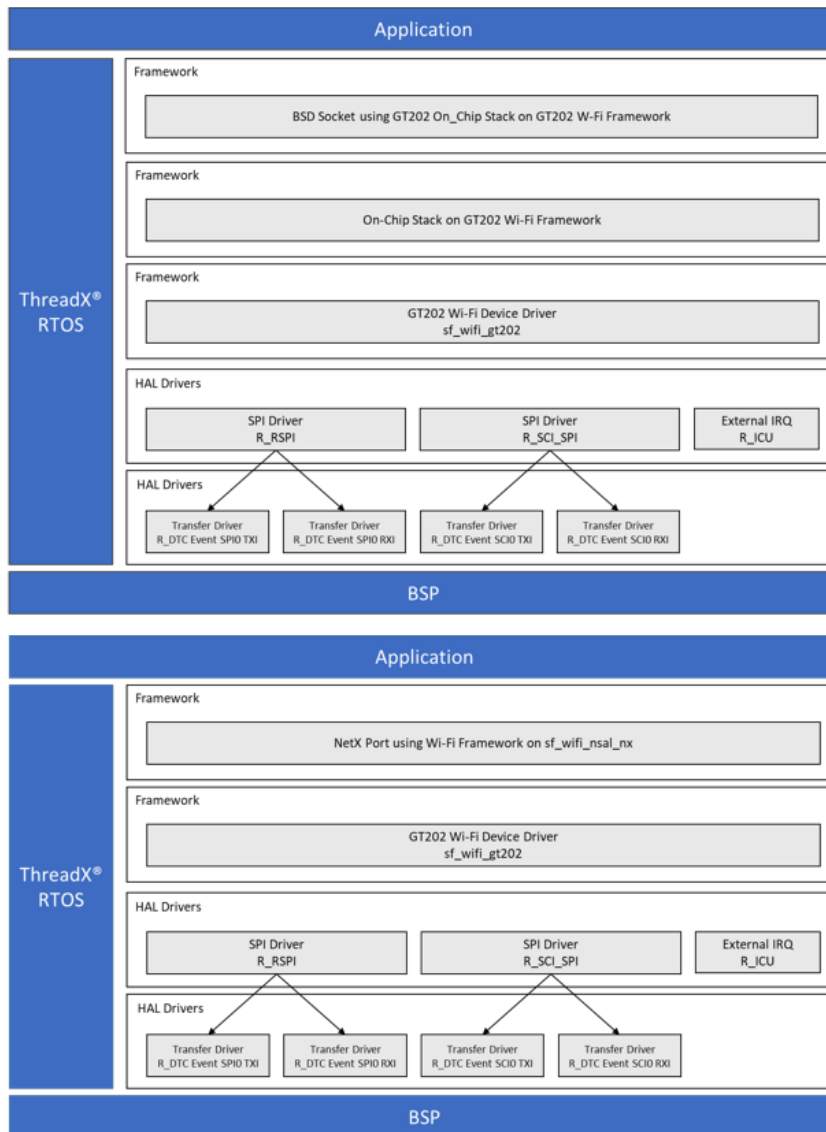 Application
Framework
BSD Socket using GT202 On_Chip Stack on GT202 W-Fi Framework
Framework
On-Chip Stack on GT202 Wi-Fi Framework
Framework
ThreadX®
RTOS
GT202 Wi-Fi Device Driver
sf_wifi_gt202
HAL Drivers
SPI Driver
R_RSPI
SPI Driver
R_SCI_SPI
External IRQ
R_ICU
HAL Drivers
Transfer Driver
R_DTC Event SPI0 TXI
Transfer Driver
R_DTC Event SPI0 RXI
Transfer Driver
R_DTC Event SCI0 TXI
Transfer Driver
R_DTC Event SCI0 RXI
BSP
Application
Framework
NetX Port using Wi-Fi Framework on sf_wifi_nsal_nx
Framework
GT202 Wi-Fi Device Driver
sf_wifi_gt202
ThreadX®
RTOS
HAL Drivers
SPI Driver
R_RSPI
SPI Driver
R_SCI_SPI
External IRQ
R_ICU
HAL Drivers
Transfer Driver
R_DTC Event SPI0 TXI
Transfer Driver
R_DTC Event SPI0 RXI
Transfer Driver
R_DTC Event SCI0 TXI
Transfer Driver
R_DTC Event SCI0 RXI
BSP